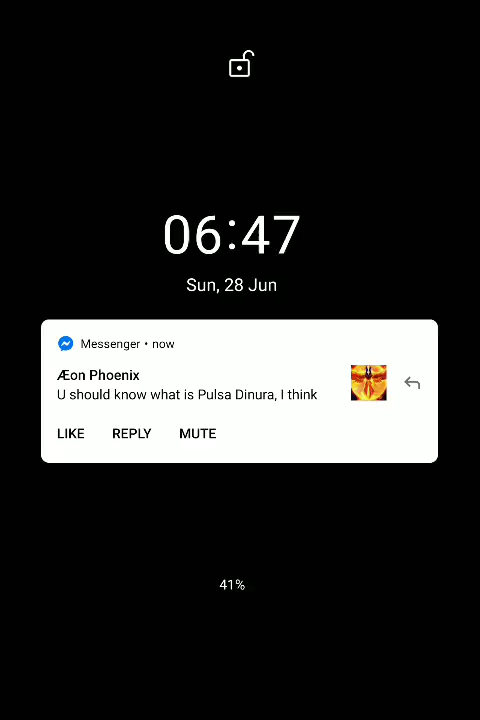 06:47
Sun, 28 Jun
Messenger • now
Æon Phoenix
U should know what is Pulsa Dinura, I think
LIKE REPLY MUTE
41%